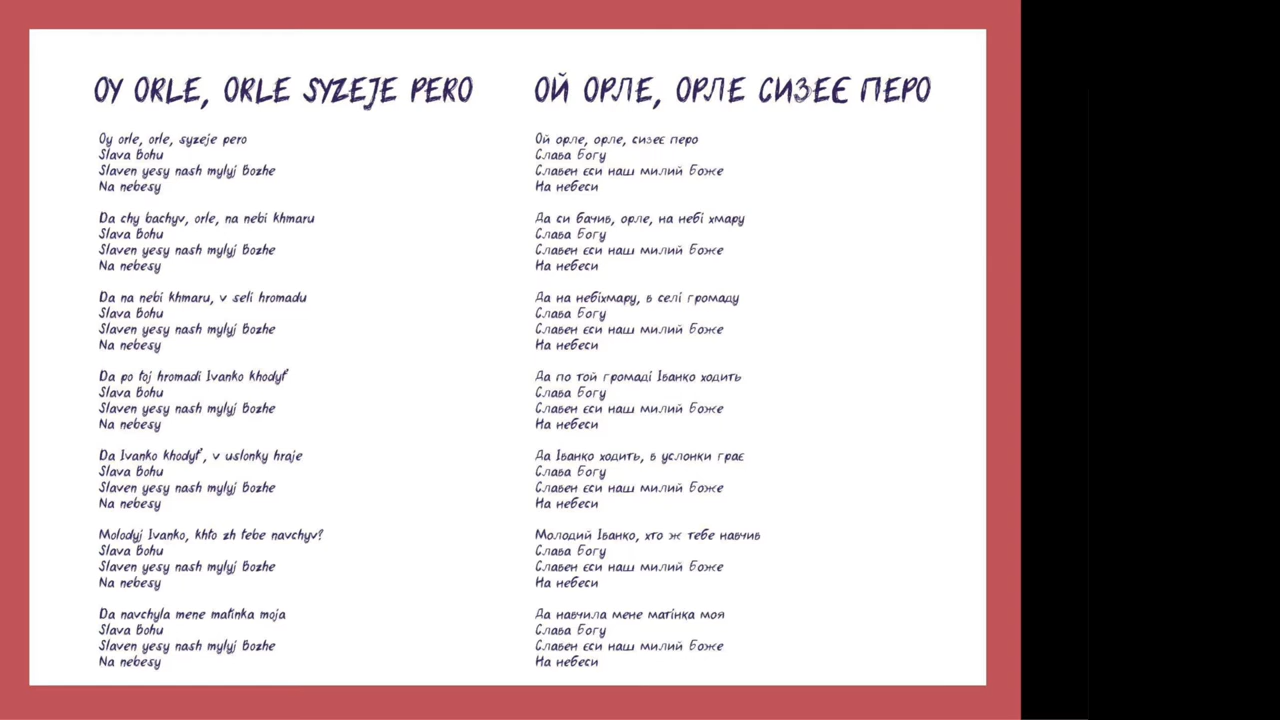 OY ORLE, ORLE SYZEJE PERO
Oy orle, orle, syzeje pero
Slava Bohu
Slaven yesy nash mylyj Bozhe
Na nebesy
Da chy bachyv, orle, na nebi khmaru
Slava Bohu
Slaven yesy nash mylyj Bozhe
Na nebesy
Da na nebi khmaru, v seli hromadu
Slava Bohu
Slaven yesy nash mylyj Bozhe
Na nebesy
Da po toj hromadi Ivanko khodyt'
Slava Bohu
Slaven yesy nash mylyj Bozhe
Na nebesy
Da Ivanko khodyt', v uslonky hraje
Slava Bohu
Slaven yesy nash mylyj Bozhe
Na nebesy
Molodyj Ivanko, khto zh tebe navchyv?
Slava Bohu
Slaven yesy nash mylyj Bozhe
Na nebesy
Da navchyla mene matinka moja
Slava Bohu
Slaven yesy nash mylyj Bozhe
Na nebesy
ОЙ ОРЛЕ, ОРЛЕ СИЗЕЄ ПЕРО
Ой орле, орле, сизеє перо
Слава Богу
Славен єси наш милий Боже
На небеси
Да си бачив, орле, на небі хмару
Слава Богу
Славен єси наш милий Боже
На небеси
Да на небіхмару, в селі громаду
Слава Богу
Славен єси наш милий Боже
На небеси
Да по той громаді Іванко ходить
Слава Богу
Славен єси наш милий Боже
На небеси
Да Іванко ходить, в услонки грає
Слава Богу
Славен єси наш милий Боже
На небеси
Молодий Іванко, хто ж тебе навчив
Слава Богу
Славен єси наш милий Боже
На небеси
Да навчила мене матінка моя
Слава Богу
Славен єси наш милий Боже
На небеси